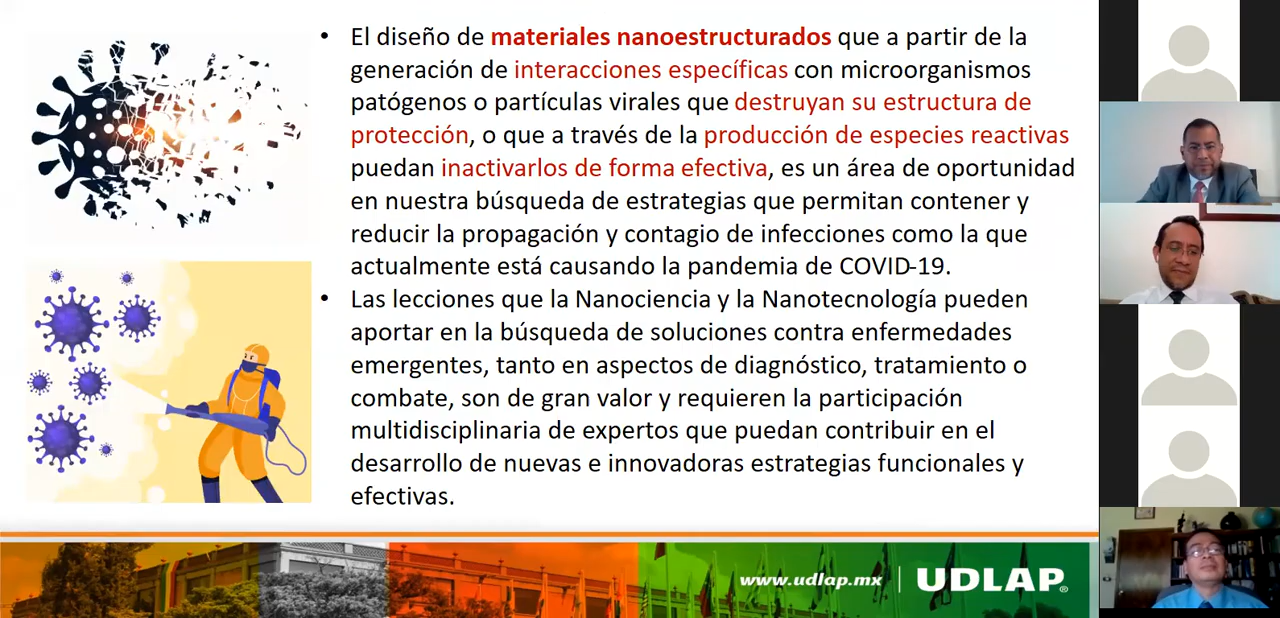 • El diseño de materiales nanoestructurados que a partir de la
generación de interacciones específicas con microorganismos
patógenos o partículas virales que destruyan su estructura de
protección, o que a través de la producción de especies reactivas
puedan inactivarlos de forma efectiva, es un área de oportunidad
en nuestra búsqueda de estrategias que permitan contener y
reducir la propagación y contagio de infecciones como la que
actualmente está causando la pandemia de COVID-19.
• Las lecciones que la Nanociencia y la Nanotecnología pueden
aportar en la búsqueda de soluciones contra enfermedades
emergentes, tanto en aspectos de diagnóstico, tratamiento o
combate, son de gran valor y requieren la participación
multidisciplinaria de expertos que puedan contribuir en el
desarrollo de nuevas e innovadoras estrategias funcionales y
efectivas.
www.udlap.mx | UDLAP®